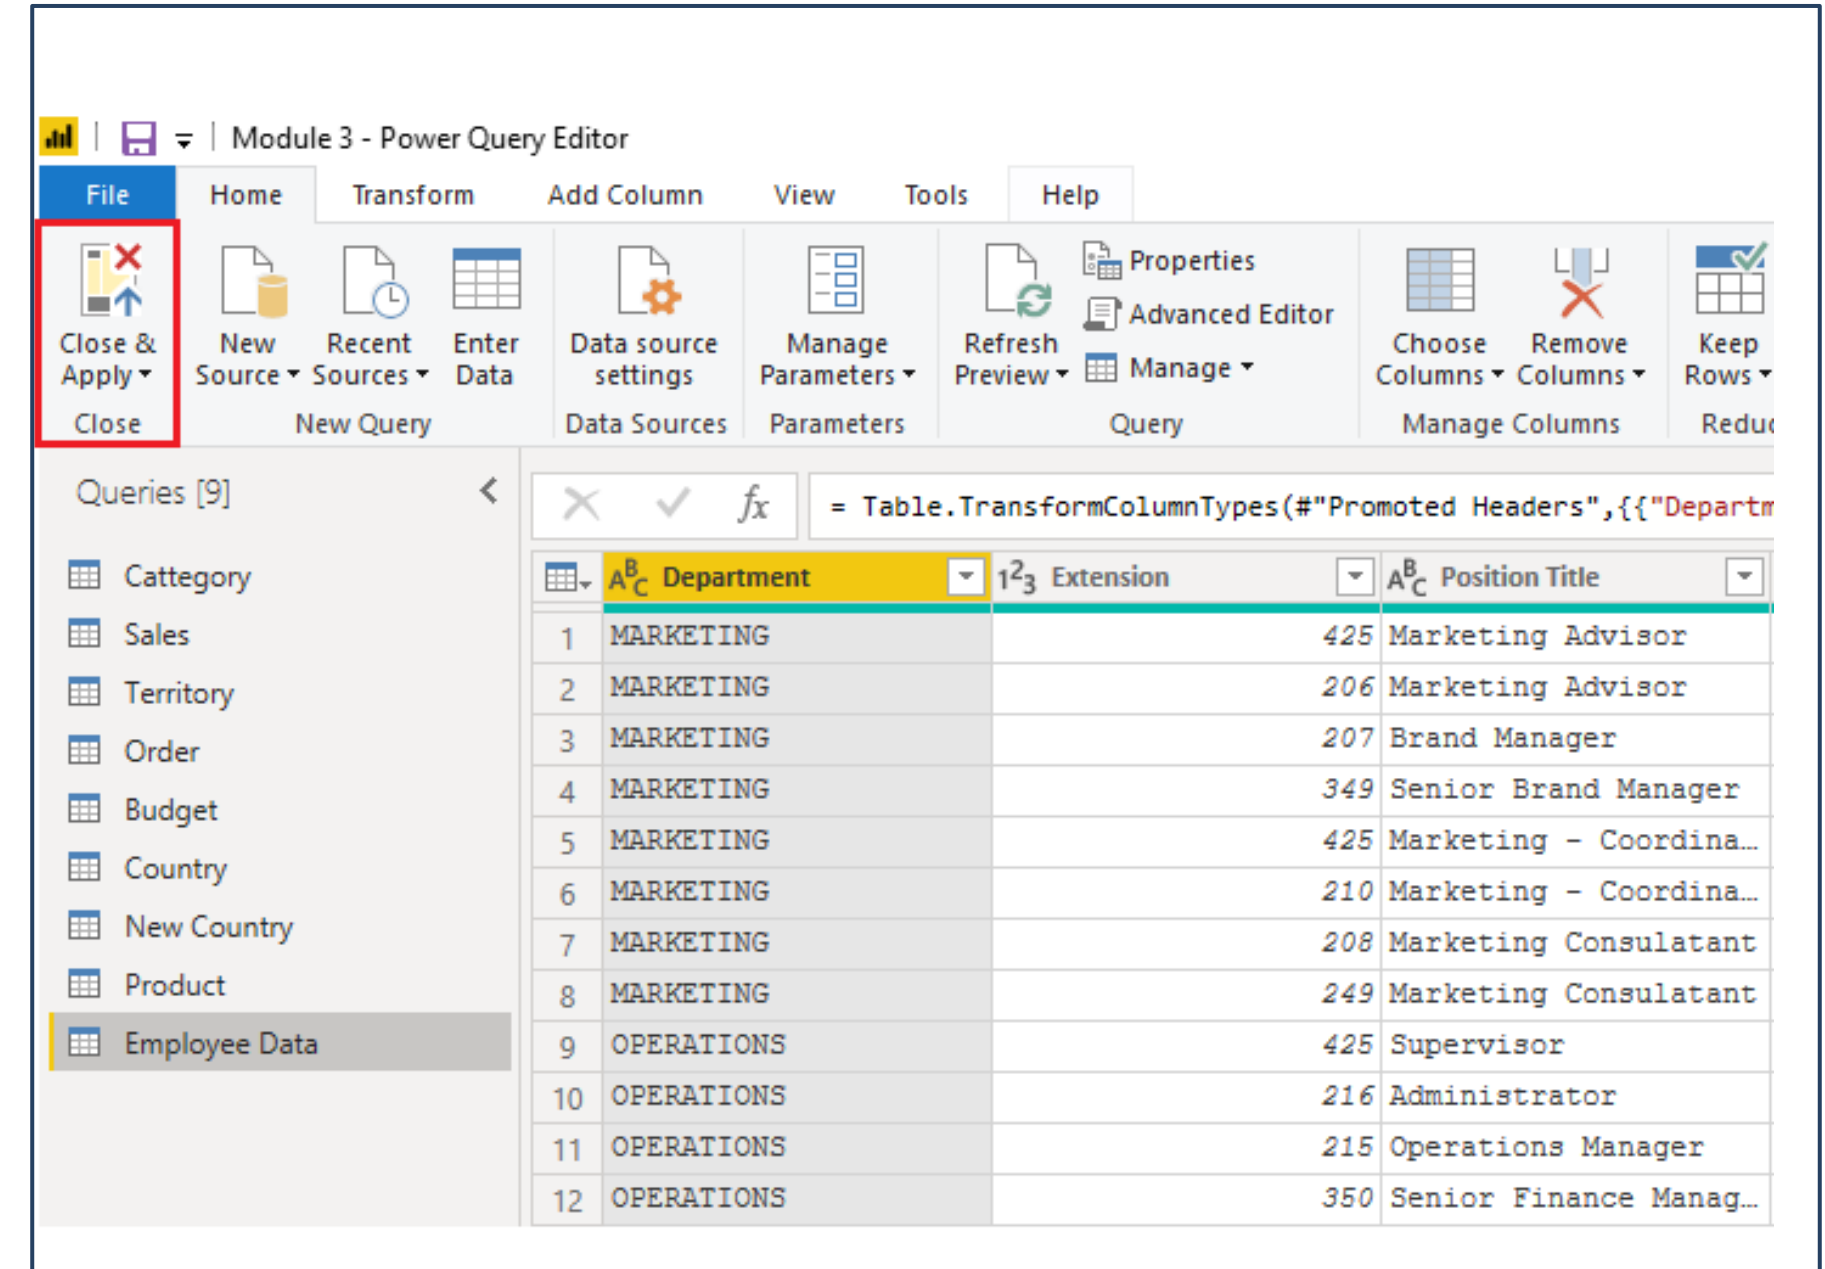 Module 3 - Power Query Editor
File Home Transform Add Column View Tools Help
Close & Apply
New Source
Recent Sources
Enter Data
Data source settings
Manage Parameters
Refresh Preview
Properties
Advanced Editor
Manage
Choose Columns
Remove Columns
Keep Rows
Close New Query Data Sources Parameters Query Manage Columns Reduc
Queries [9]
Cattegory
Sales
Territory
Order
Budget
Country
New Country
Product
Employee Data
fx = Table.TransformColumnTypes(#"Promoted Headers",{{"Departm
ABC Department 123 Extension ABC Position Title
1 MARKETING 425 Marketing Advisor
2 MARKETING 206 Marketing Advisor
3 MARKETING 207 Brand Manager
4 MARKETING 349 Senior Brand Manager
5 MARKETING 425 Marketing - Coordina…
6 MARKETING 210 Marketing - Coordina…
7 MARKETING 208 Marketing Consulatant
8 MARKETING 249 Marketing Consulatant
9 OPERATIONS 425 Supervisor
10 OPERATIONS 216 Administrator
11 OPERATIONS 215 Operations Manager
12 OPERATIONS 350 Senior Finance Manag…